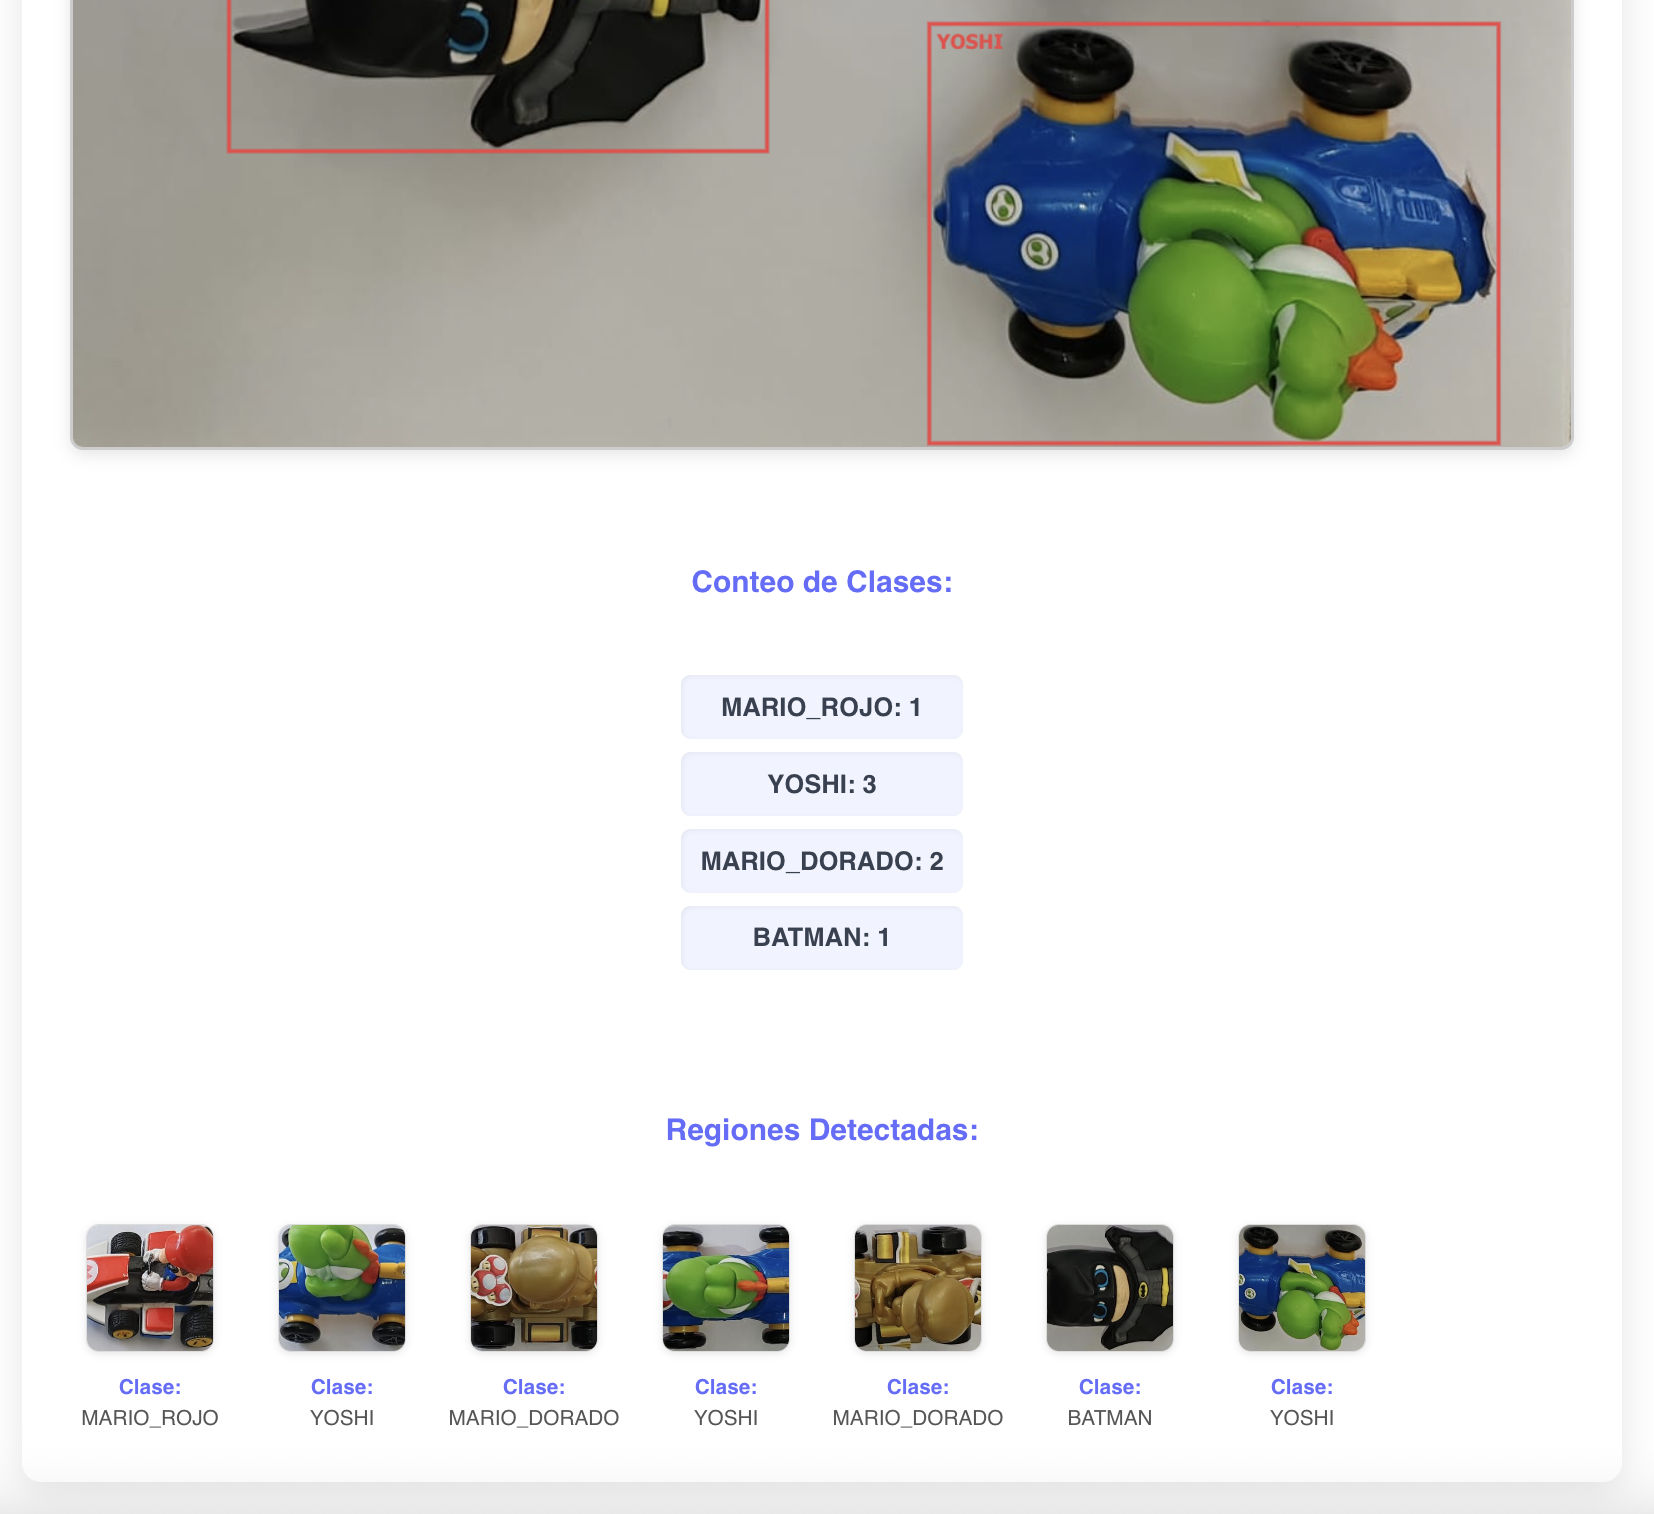 YOSHI
Conteo de Clases:
MARIO_ROJO: 1
YOSHI: 3
MARIO_DORADO: 2
BATMAN: 1
Regiones Detectadas:
Clase: Clase: Clase: Clase: Clase: Clase: Clase:
MARIO_ROJO YOSHI MARIO_DORADO YOSHI MARIO_DORADO BATMAN YOSHI